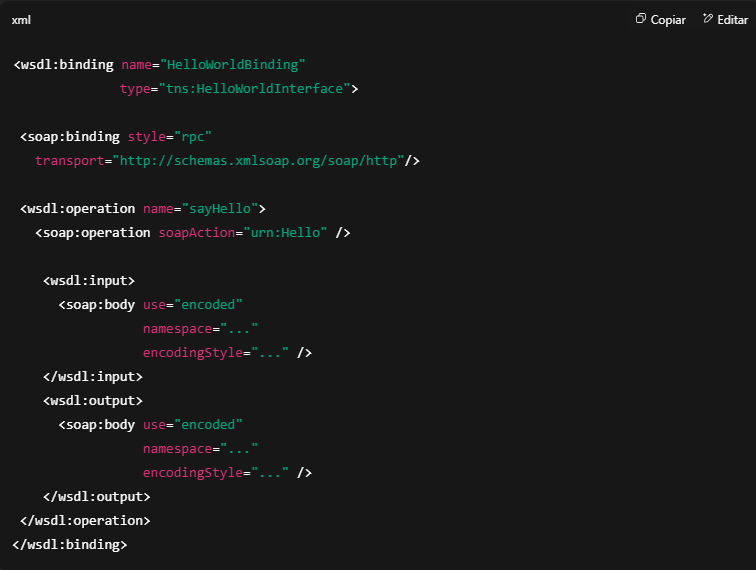 xml
Copiar
Editar
<wsdl:binding name="HelloWorldBinding"
type="tns:HelloWorldInterface">
<soap:binding style="rpc"
transport="http://schemas.xmlsoap.org/soap/http"/>
<wsdl:operation name="sayHello">
<soap:operation soapAction="urn:Hello" />
<wsdl:input>
<soap:body use="encoded"
namespace="..."
encodingStyle="..." />
</wsdl:input>
<wsdl:output>
<soap:body use="encoded"
namespace="..."
encodingStyle="..." />
</wsdl:output>
</wsdl:operation>
</wsdl:binding>